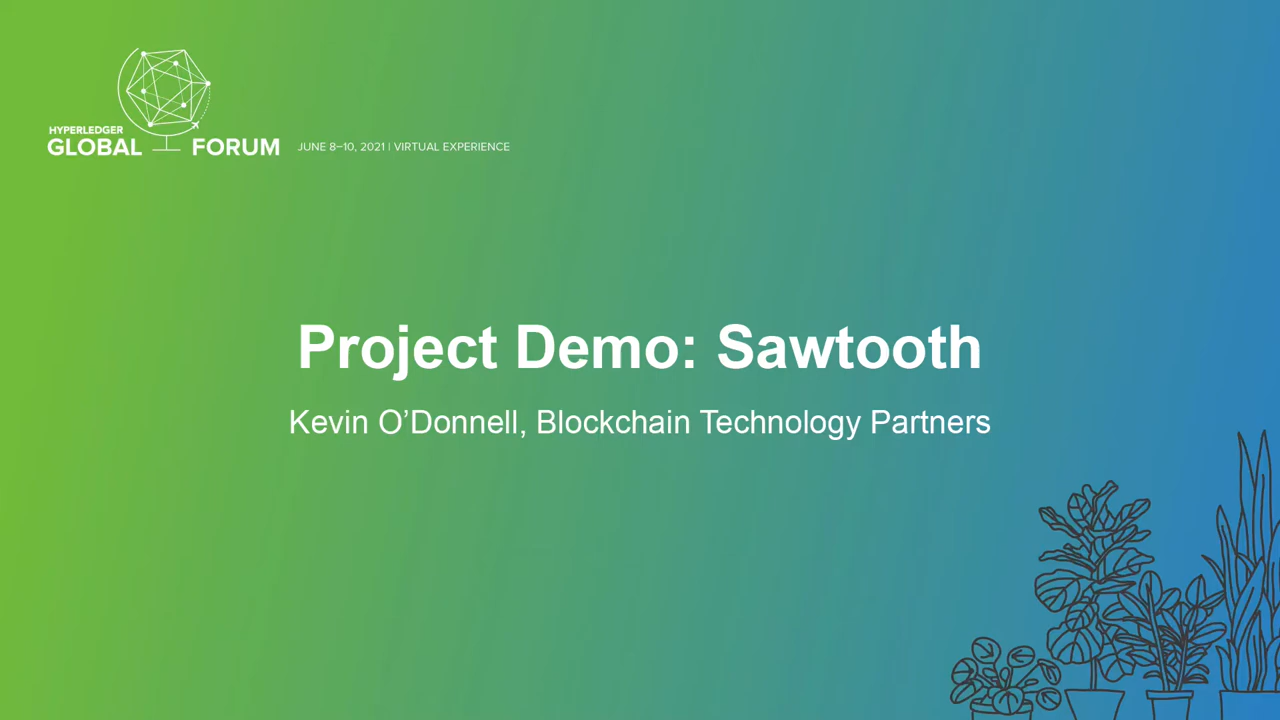 HYPERLEDGER
GLOBAL FORUM JUNE 8–10, 2021 | VIRTUAL EXPERIENCE
Project Demo: Sawtooth
Kevin O’Donnell, Blockchain Technology Partners